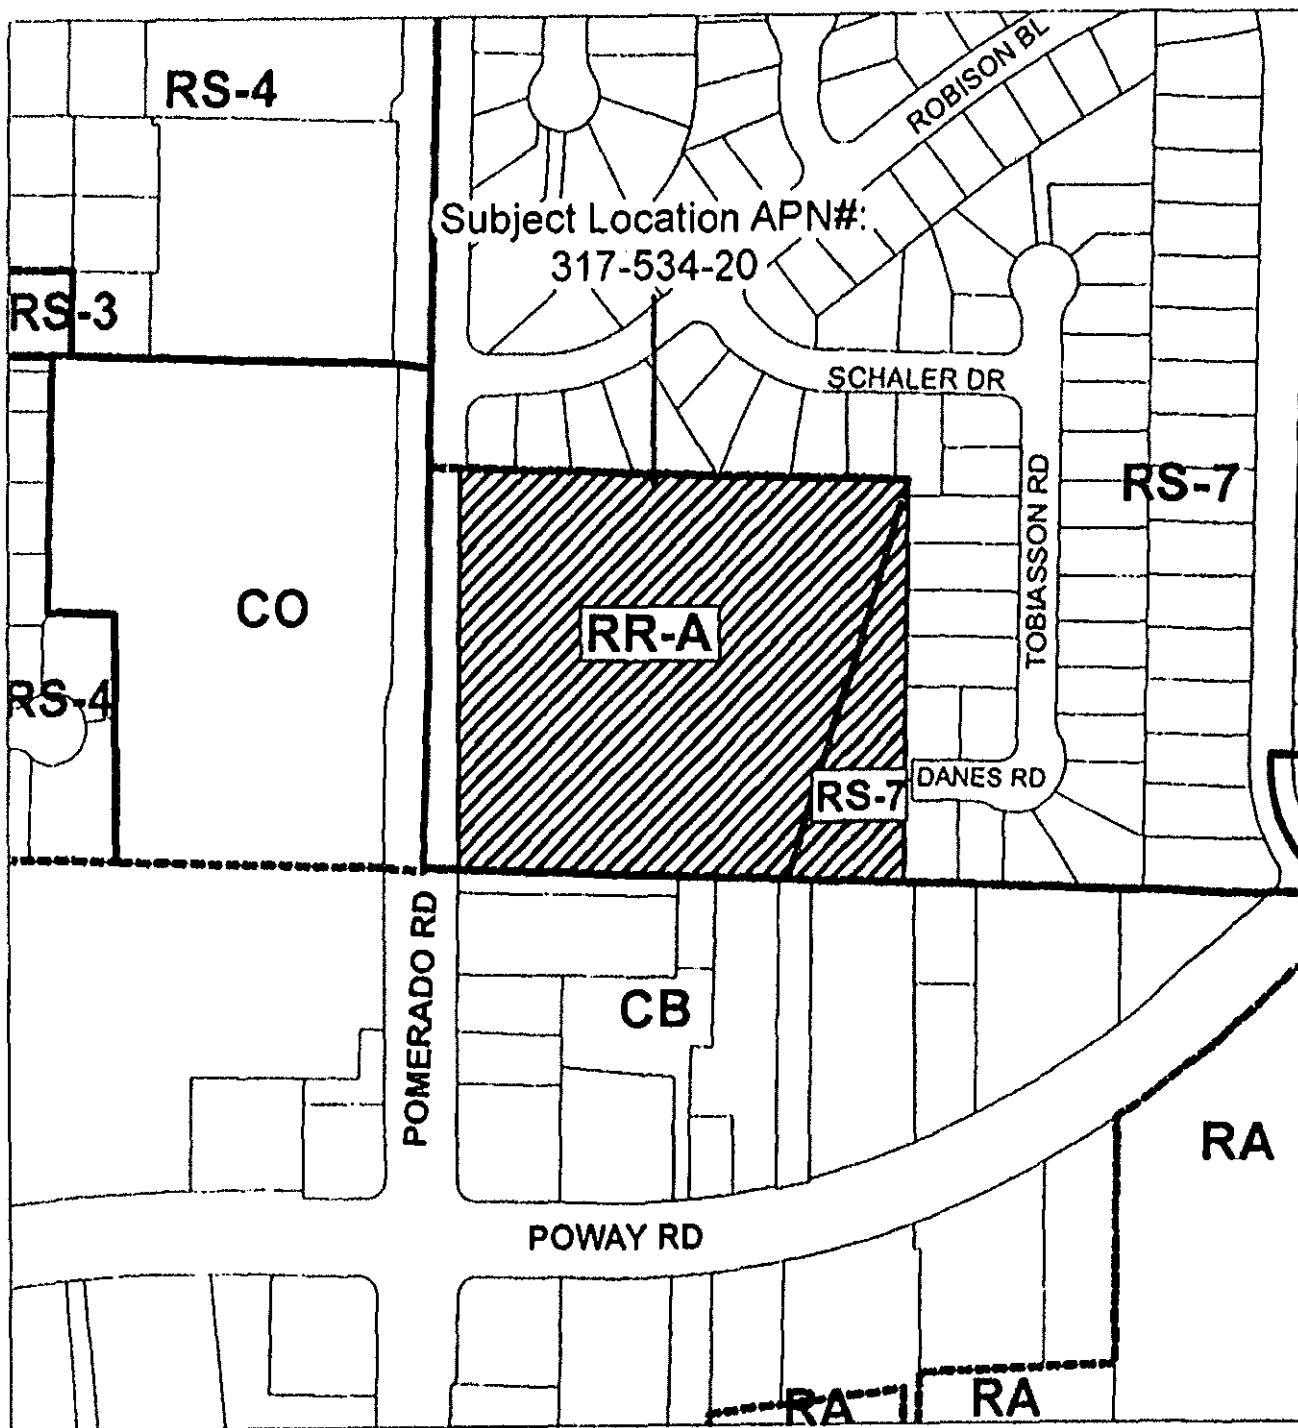 RS-4
ROBISON BL
Subject Location APN#:
317-534-20
RS-3
SCHALER DR
RS-7
TOBIASSON RD
CO
RR-A
RS-4
RS-7
DANES RD
POMERADO RD
CB
RA
POWAY RD
RA
RA